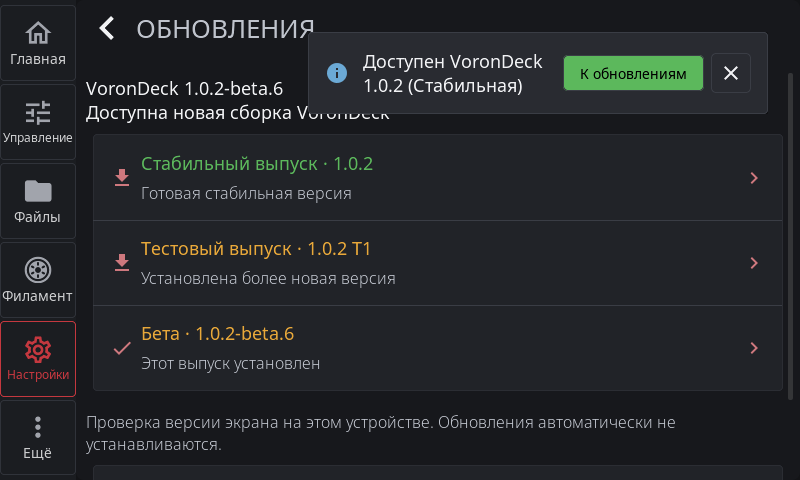 Главная
Управление
Файлы
Филамент
Настройки
Ещё
ОБНОВЛЕНИЯ
Доступен VoronDeck
1.0.2 (Стабильная)
К обновлениям
VoronDeck 1.0.2-beta.6
Доступна новая сборка VoronDeck
Стабильный выпуск · 1.0.2
Готовая стабильная версия
Тестовый выпуск · 1.0.2 T1
Установлена более новая версия
Бета · 1.0.2-beta.6
Этот выпуск установлен
Проверка версии экрана на этом устройстве. Обновления автоматически не
устанавливаются.